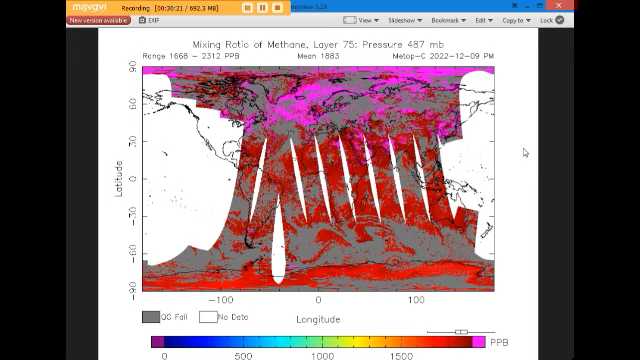 movavi
Recording (00:30:21 / 692.3 MB)
New version available
EXIF
View
Slideshow
Bookmark
Edit
Copy to
Lock
Mixing Ratio of Methane, Layer 75: Pressure 487 mb
Range 1668 - 2312 PPB
Mean 1883
Metop-C 2022-12-09 PM
90
60
30
0
-30
-60
-90
Latitude
-100
0
100
QC Fail
No Data
Longitude
0
500
1000
1500
PPB